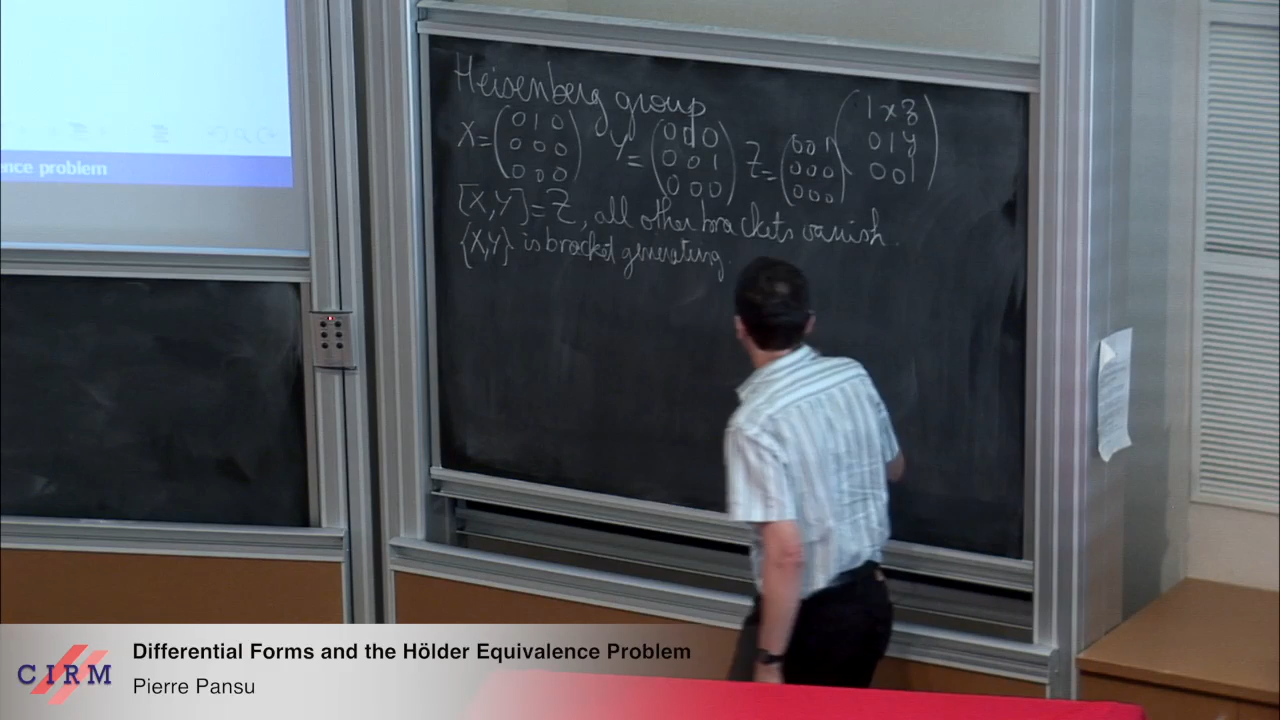 Heisenberg group
X = (0 1 0
0 0 0
0 0 0)
Y = (0 0 0
0 0 1
0 0 0)
Z = (0 0 1
0 0 0
0 0 0)
(1 x z
0 1 y
0 0 1)
[X,Y]=Z, all other brackets vanish.
{X,Y} is bracket generating.
ence problem
CIRM
Differential Forms and the Hölder Equivalence Problem
Pierre Pansu